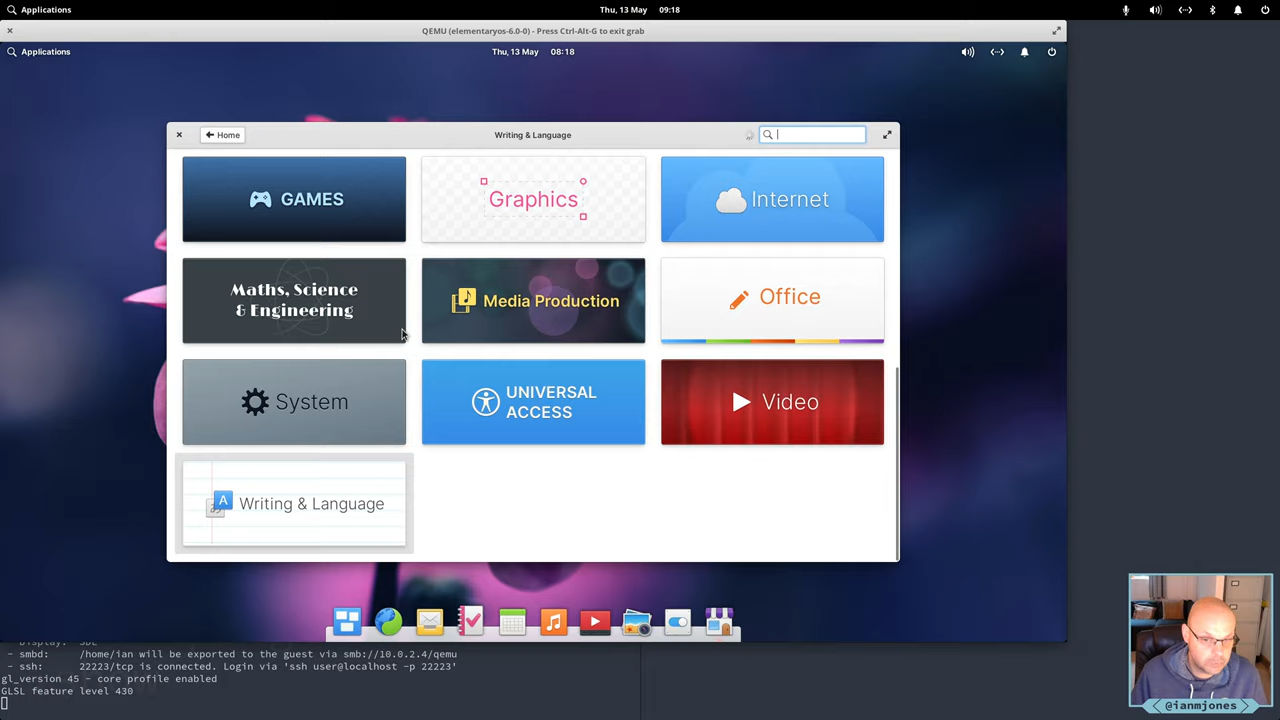 Applications
Thu, 13 May 09:18
QEMU (elementaryos-6.0-0) - Press Ctrl-Alt-G to exit grab
Applications
Thu, 13 May 08:18
Home
Writing & Language
GAMES
Graphics
Internet
Maths, Science
& Engineering
Media Production
Office
System
UNIVERSAL
ACCESS
Video
A
Writing & Language
- Display: SDL
- smbd: /home/ian will be exported to the guest via smb://10.0.2.4/qemu
- ssh: 22223/tcp is connected. Login via 'ssh user@localhost -p 22223'
gl_version 45 - core profile enabled
GLSL feature level 430
@ianmjones